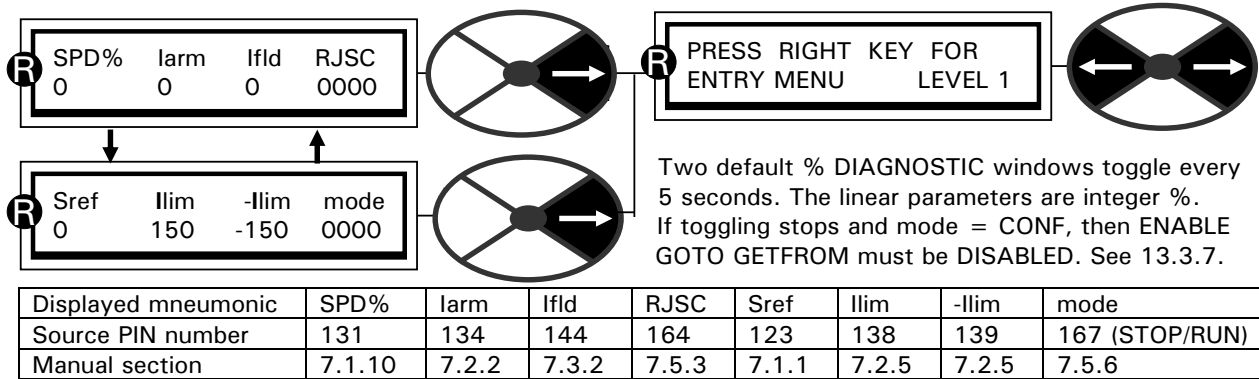 R
SPD% Iarm Ifld RJSC
0 0 0 0000
R
PRESS RIGHT KEY FOR
ENTRY MENU LEVEL 1
R
Sref Ilim -Ilim mode
0 150 -150 0000
Two default % DIAGNOSTIC windows toggle every
5 seconds. The linear parameters are integer %.
If toggling stops and mode = CONF, then ENABLE
GOTO GETFROM must be DISABLED. See 13.3.7.
Displayed mneumonic SPD% Iarm Ifld RJSC Sref Ilim -Ilim mode
Source PIN number 131 134 144 164 123 138 139 167 (STOP/RUN)
Manual section 7.1.10 7.2.2 7.3.2 7.5.3 7.1.1 7.2.5 7.2.5 7.5.6